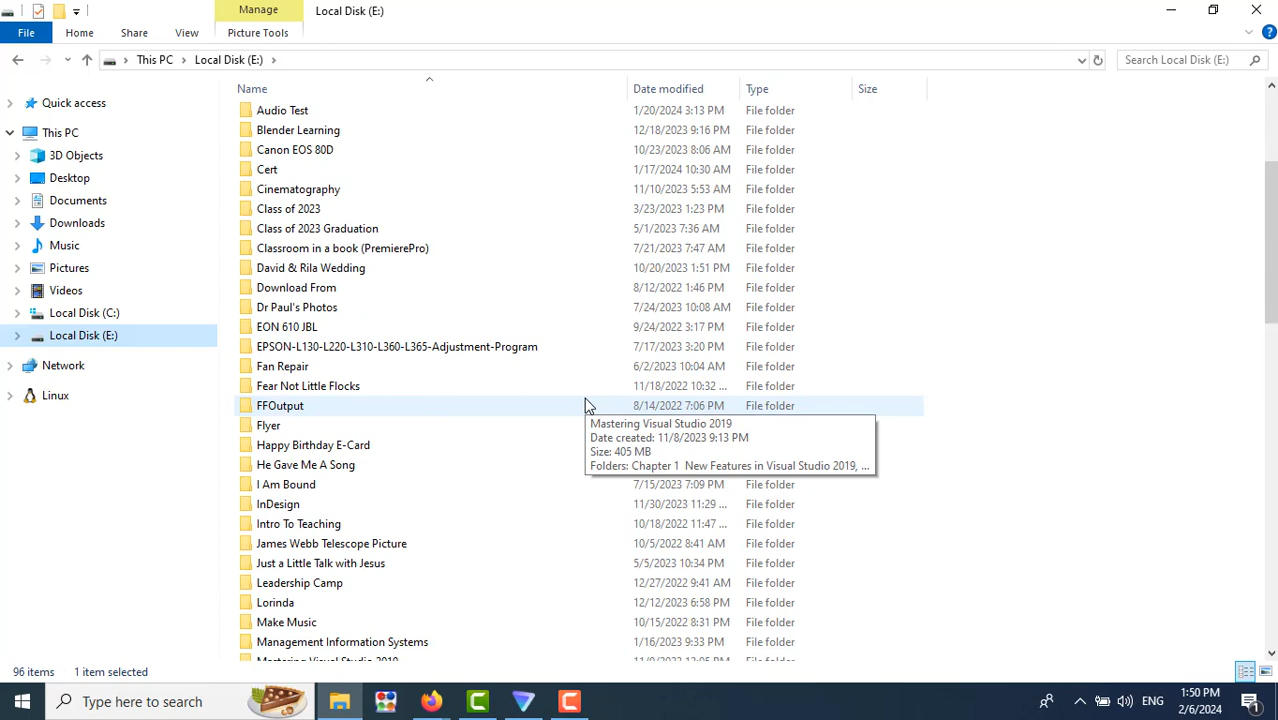 Manage
Local Disk (E:)
File
Home
Share
View
Picture Tools
This PC
Local Disk (E:)
Search Local Disk (E:)
Name
Date modified
Type
Size
Quick access
This PC
3D Objects
Desktop
Documents
Downloads
Music
Pictures
Videos
Local Disk (C:)
Local Disk (E:)
Network
Linux
Audio Test 1/20/2024 3:13 PM File folder
Blender Learning 12/18/2023 9:16 PM File folder
Canon EOS 80D 10/23/2023 8:06 AM File folder
Cert 1/17/2024 10:30 AM File folder
Cinematography 11/10/2023 5:53 AM File folder
Class of 2023 3/23/2023 1:23 PM File folder
Class of 2023 Graduation 5/1/2023 7:36 AM File folder
Classroom in a book (PremierePro) 7/21/2023 7:47 AM File folder
David & Rila Wedding 10/20/2023 1:51 PM File folder
Download From 8/12/2022 1:46 PM File folder
Dr Paul's Photos 7/24/2023 10:08 AM File folder
EON 610 JBL 9/24/2022 3:17 PM File folder
EPSON-L130-L220-L310-L360-L365-Adjustment-Program 7/17/2023 3:20 PM File folder
Fan Repair 6/2/2023 10:04 AM File folder
Fear Not Little Flocks 11/18/2022 10:32 ... File folder
FFOutput 8/14/2022 7:06 PM File folder
Flyer
Happy Birthday E-Card
He Gave Me A Song
Mastering Visual Studio 2019
Date created: 11/8/2023 9:13 PM
Size: 405 MB
Folders: Chapter 1 New Features in Visual Studio 2019, ...
I Am Bound 7/15/2023 7:09 PM File folder
InDesign 11/30/2023 11:29 ... File folder
Intro To Teaching 10/18/2022 11:47 ... File folder
James Webb Telescope Picture 10/5/2022 8:41 AM File folder
Just a Little Talk with Jesus 5/5/2023 10:34 PM File folder
Leadership Camp 12/27/2022 9:41 AM File folder
Lorinda 12/12/2023 6:58 PM File folder
Make Music 10/15/2022 8:31 PM File folder
Management Information Systems 1/16/2023 9:33 PM File folder
Mastering Visual Studio 2019 11/9/2023 12:05 PM File folder
96 items
1 item selected
Type here to search
ENG
1:50 PM
2/6/2024
1